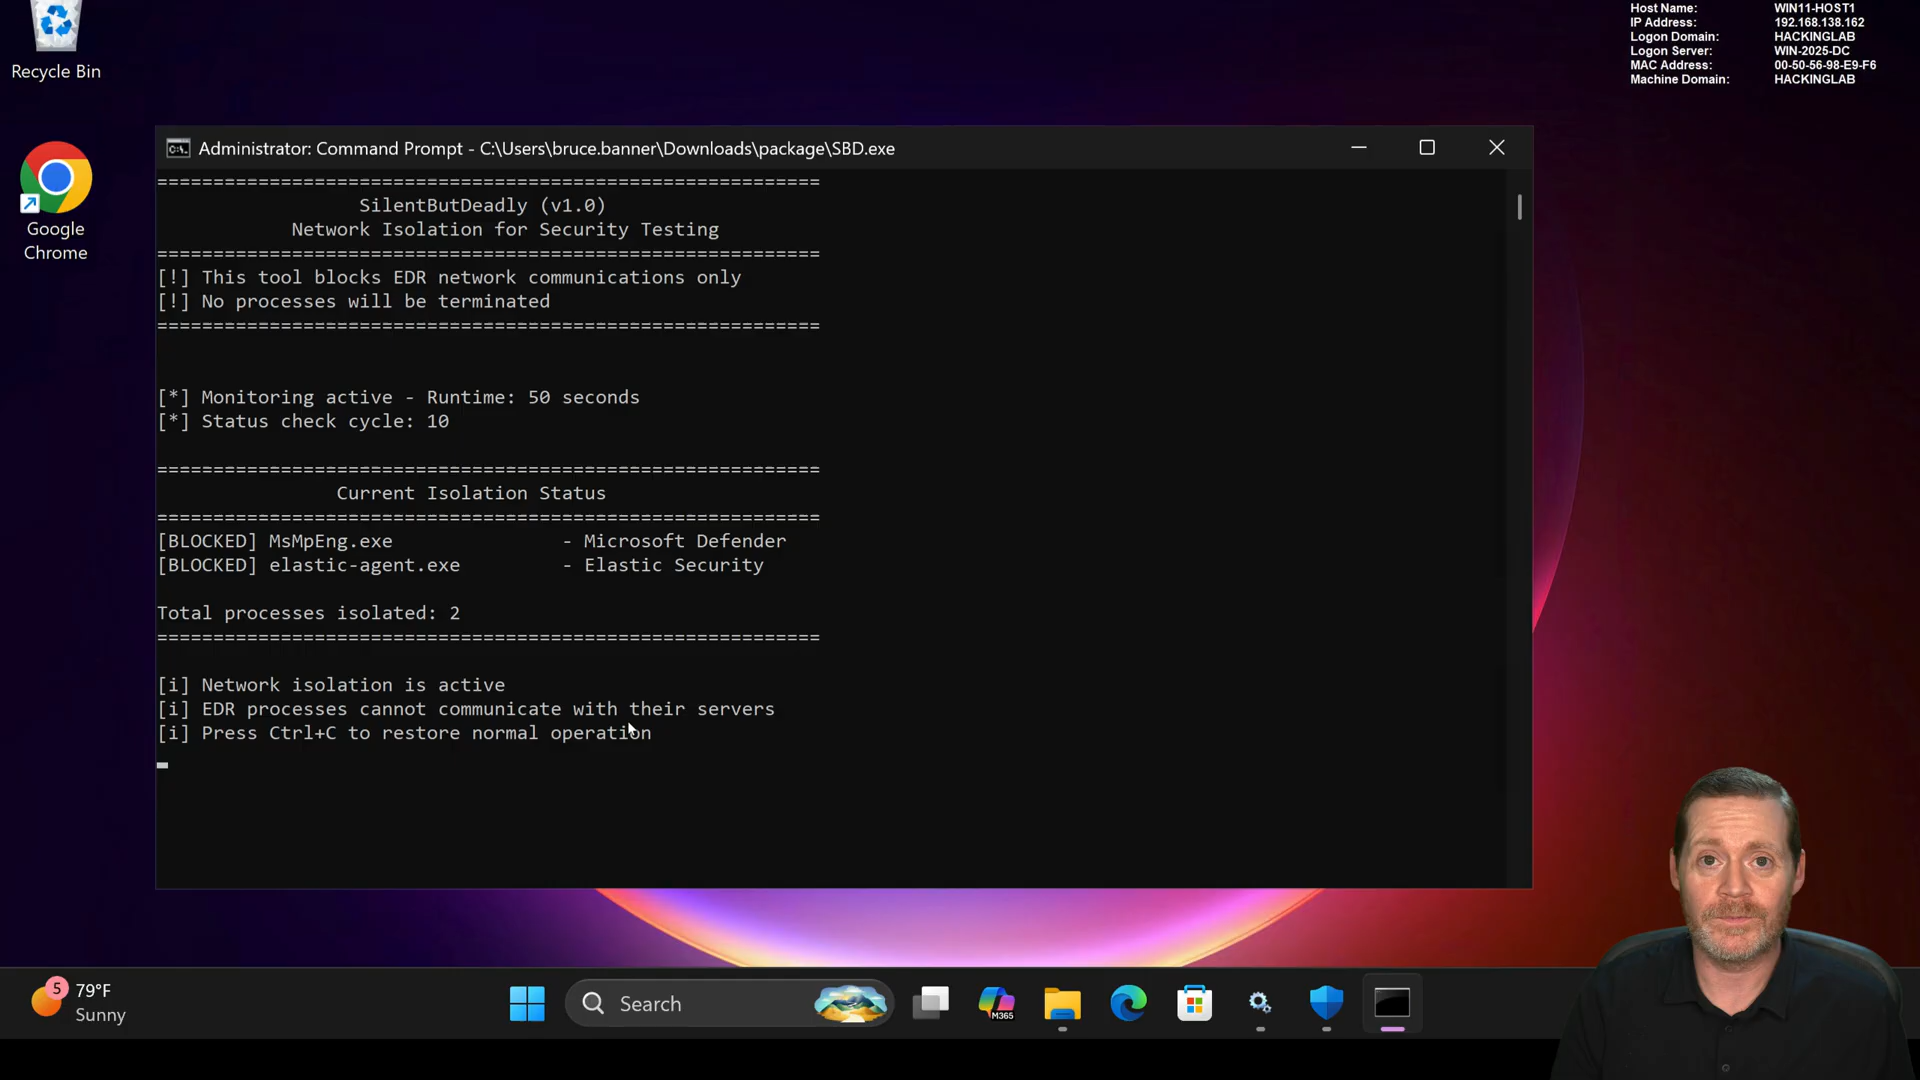 Host Name: WIN11-HOST1
IP Address: 192.168.138.162
Logon Domain: HACKINGLAB
Logon Server: WIN-2025-DC
MAC Address: 00-50-56-98-E9-F6
Machine Domain: HACKINGLAB
Recycle Bin
Google
Chrome
Administrator: Command Prompt - C:\Users\bruce.banner\Downloads\package\SBD.exe
===========================================================
SilentButDeadly (v1.0)
Network Isolation for Security Testing
===========================================================
[!] This tool blocks EDR network communications only
[!] No processes will be terminated
===========================================================
[*] Monitoring active - Runtime: 50 seconds
[*] Status check cycle: 10
===========================================================
Current Isolation Status
===========================================================
[BLOCKED] MsMpEng.exe - Microsoft Defender
[BLOCKED] elastic-agent.exe - Elastic Security
Total processes isolated: 2
===========================================================
[i] Network isolation is active
[i] EDR processes cannot communicate with their servers
[i] Press Ctrl+C to restore normal operation
5
79°F
Sunny
Search
M365